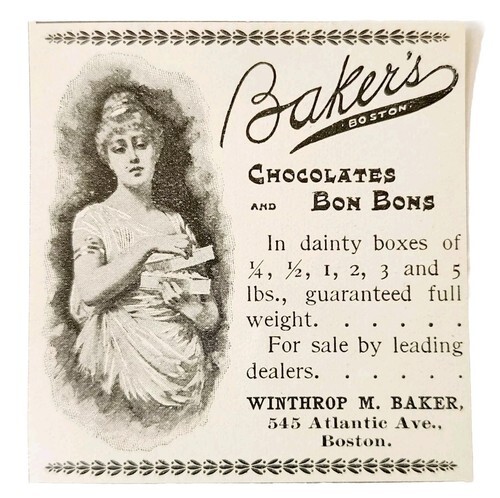 Baker's
BOSTON
CHOCOLATES
AND BON BONS
In dainty boxes of
¼, ½, 1, 2, 3 and 5
lbs., guaranteed full
weight. . . . . .
For sale by leading
dealers. . . . . .
WINTHROP M. BAKER,
545 Atlantic Ave.,
Boston.